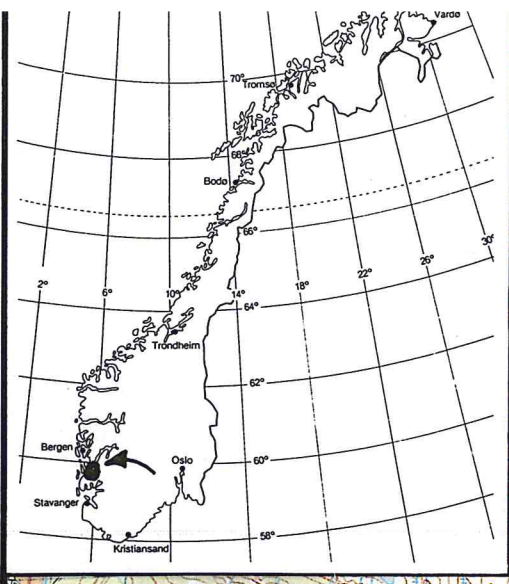 Vardø
70°
Tromsø
68°
Bodø
66°
30°
26°
22°
18°
2°
6°
10°
14°
64°
Trondheim
62°
Bergen
Oslo
60°
Stavanger
Kristiansand
58°